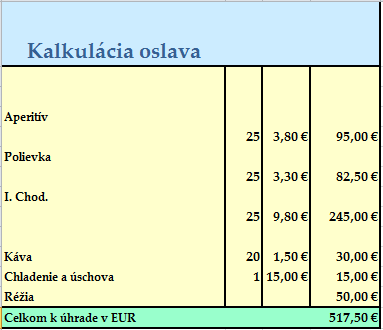 Kalkulácia oslava
Aperitív
25 3,80 € 95,00 €
Polievka
25 3,30 € 82,50 €
I. Chod.
25 9,80 € 245,00 €
Káva 20 1,50 € 30,00 €
Chladenie a úschova 1 15,00 € 15,00 €
Réžia 50,00 €
Celkom k úhrade v EUR 517,50 €